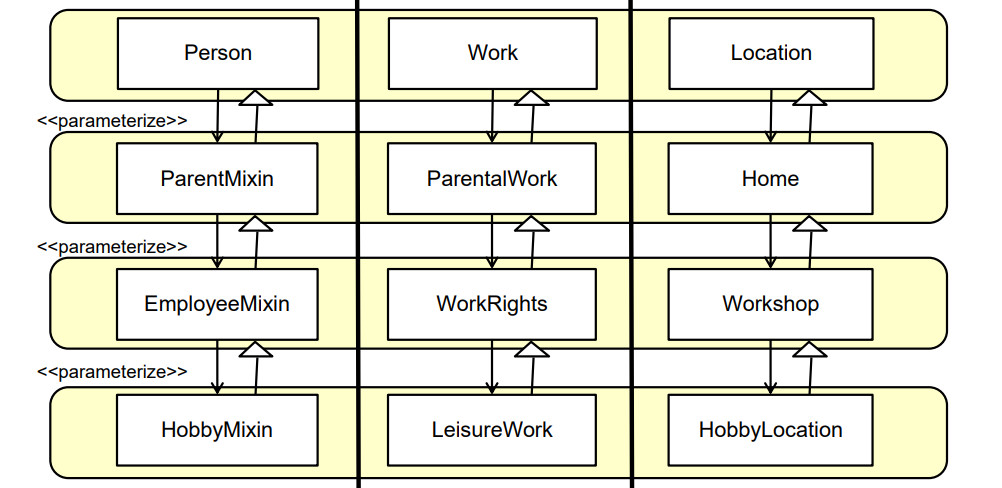 Person
Work
Location
<<parameterize>>
ParentMixin
ParentalWork
Home
<<parameterize>>
EmployeeMixin
WorkRights
Workshop
<<parameterize>>
HobbyMixin
LeisureWork
HobbyLocation